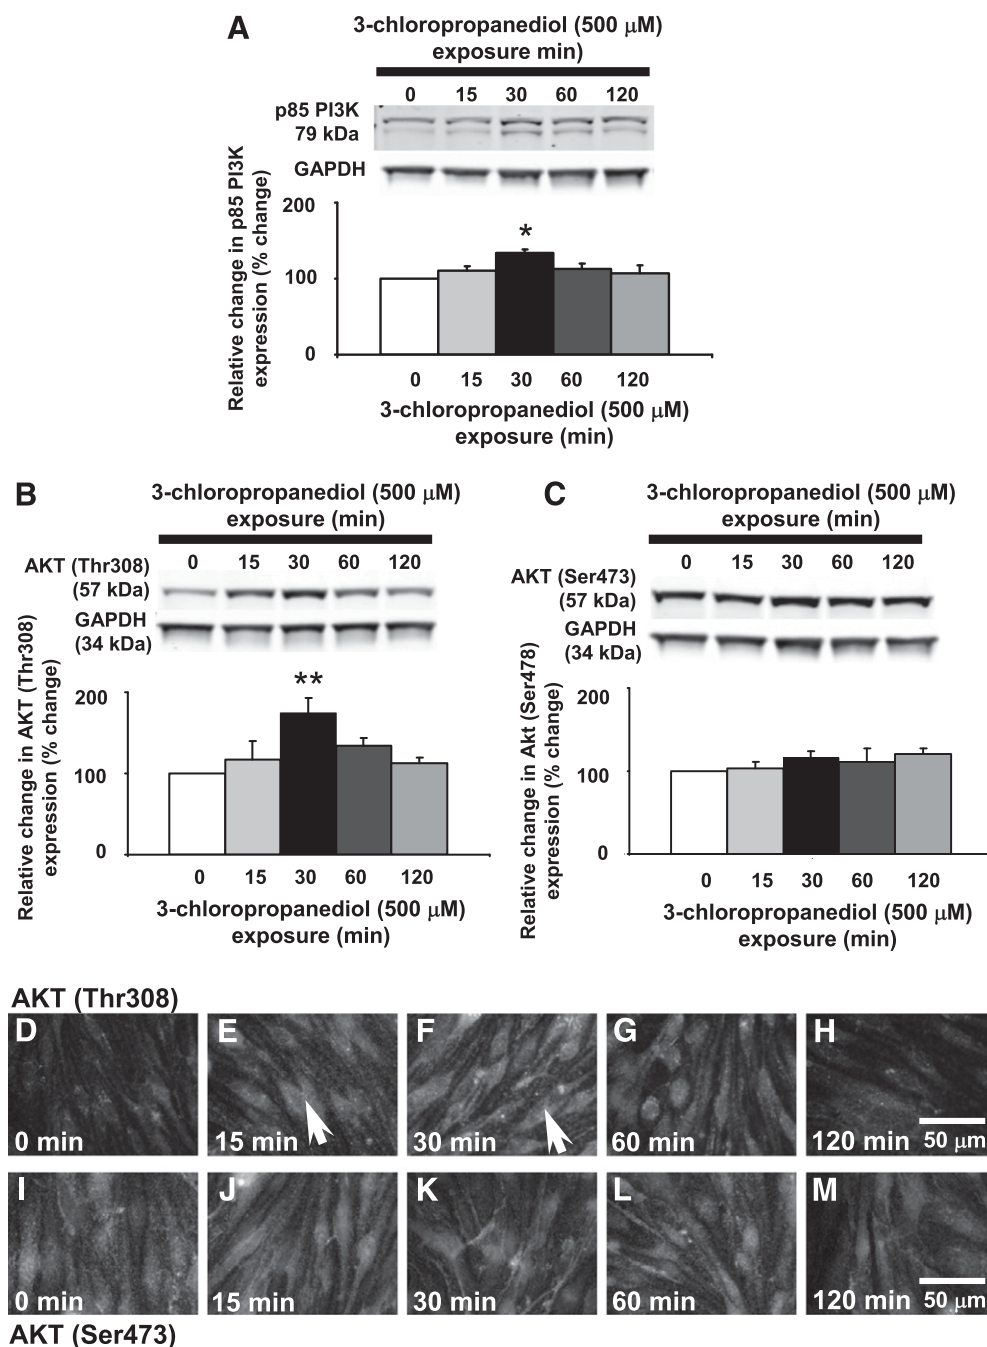 A
3-chloropropanediol (500 μM)
exposure min)
0 15 30 60 120
p85 PI3K
79 kDa
GAPDH
Relative change in p85 PI3K
expression (% change)
200
*
100
0
0 15 30 60 120
3-chloropropanediol (500 μM)
exposure (min)
B
3-chloropropanediol (500 μM)
exposure (min)
AKT (Thr308)
(57 kDa)
0 15 30 60 120
GAPDH
(34 kDa)
Relative change in AKT (Thr308)
expression (% change)
200
**
100
0
0 15 30 60 120
3-chloropropanediol (500 μM)
exposure (min)
C
3-chloropropanediol (500 μM)
exposure (min)
0 15 30 60 120
AKT (Ser473)
(57 kDa)
GAPDH
(34 kDa)
Relative change in Akt (Ser478)
expression (% change)
200
100
0
0 15 30 60 120
3-chloropropanediol (500 μM)
exposure (min)
AKT (Thr308)
D E F G H
0 min 15 min 30 min 60 min 120 min 50 μm
I J K L M
0 min 15 min 30 min 60 min 120 min 50 μm
AKT (Ser473)